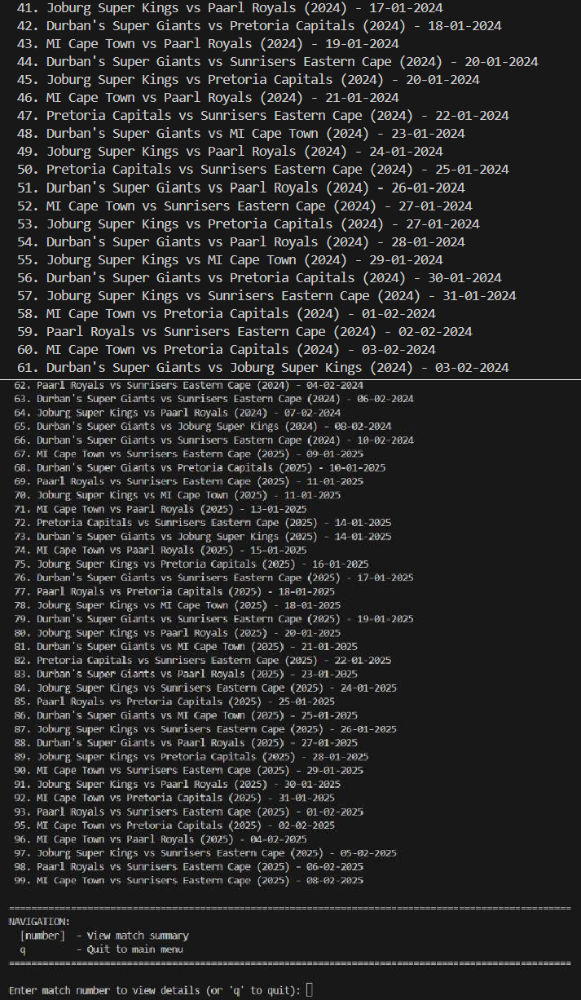 41. Joburg Super Kings vs Paarl Royals (2024) - 17-01-2024
42. Durban's Super Giants vs Pretoria Capitals (2024) - 18-01-2024
43. MI Cape Town vs Paarl Royals (2024) - 19-01-2024
44. Durban's Super Giants vs Sunrisers Eastern Cape (2024) - 20-01-2024
45. Joburg Super Kings vs Pretoria Capitals (2024) - 20-01-2024
46. MI Cape Town vs Paarl Royals (2024) - 21-01-2024
47. Pretoria Capitals vs Sunrisers Eastern Cape (2024) - 22-01-2024
48. Durban's Super Giants vs MI Cape Town (2024) - 23-01-2024
49. Joburg Super Kings vs Paarl Royals (2024) - 24-01-2024
50. Pretoria Capitals vs Sunrisers Eastern Cape (2024) - 25-01-2024
51. Durban's Super Giants vs Paarl Royals (2024) - 26-01-2024
52. MI Cape Town vs Sunrisers Eastern Cape (2024) - 27-01-2024
53. Joburg Super Kings vs Pretoria Capitals (2024) - 27-01-2024
54. Durban's Super Giants vs Paarl Royals (2024) - 28-01-2024
55. Joburg Super Kings vs MI Cape Town (2024) - 29-01-2024
56. Durban's Super Giants vs Pretoria Capitals (2024) - 30-01-2024
57. Joburg Super Kings vs Sunrisers Eastern Cape (2024) - 31-01-2024
58. MI Cape Town vs Pretoria Capitals (2024) - 01-02-2024
59. Paarl Royals vs Sunrisers Eastern Cape (2024) - 02-02-2024
60. MI Cape Town vs Pretoria Capitals (2024) - 03-02-2024
61. Durban's Super Giants vs Joburg Super Kings (2024) - 03-02-2024
62. Paarl Royals vs Sunrisers Eastern Cape (2024) - 04-02-2024
63. Durban's Super Giants vs Sunrisers Eastern Cape (2024) - 06-02-2024
64. Joburg Super Kings vs Paarl Royals (2024) - 07-02-2024
65. Durban's Super Giants vs Joburg Super Kings (2024) - 08-02-2024
66. Durban's Super Giants vs Sunrisers Eastern Cape (2024) - 10-02-2024
67. MI Cape Town vs Sunrisers Eastern Cape (2025) - 09-01-2025
68. Durban's Super Giants vs Pretoria Capitals (2025) - 10-01-2025
69. Paarl Royals vs Sunrisers Eastern Cape (2025) - 11-01-2025
70. Joburg Super Kings vs MI Cape Town (2025) - 11-01-2025
71. MI Cape Town vs Paarl Royals (2025) - 13-01-2025
72. Pretoria Capitals vs Sunrisers Eastern Cape (2025) - 14-01-2025
73. Durban's Super Giants vs Joburg Super Kings (2025) - 14-01-2025
74. MI Cape Town vs Paarl Royals (2025) - 15-01-2025
75. Joburg Super Kings vs Pretoria Capitals (2025) - 16-01-2025
76. Durban's Super Giants vs Sunrisers Eastern Cape (2025) - 17-01-2025
77. Paarl Royals vs Pretoria Capitals (2025) - 18-01-2025
78. Joburg Super Kings vs MI Cape Town (2025) - 18-01-2025
79. Durban's Super Giants vs Sunrisers Eastern Cape (2025) - 19-01-2025
80. Joburg Super Kings vs Paarl Royals (2025) - 20-01-2025
81. Durban's Super Giants vs MI Cape Town (2025) - 21-01-2025
82. Pretoria Capitals vs Sunrisers Eastern Cape (2025) - 22-01-2025
83. Durban's Super Giants vs Paarl Royals (2025) - 23-01-2025
84. Joburg Super Kings vs Sunrisers Eastern Cape (2025) - 24-01-2025
85. Paarl Royals vs Pretoria Capitals (2025) - 25-01-2025
86. Durban's Super Giants vs MI Cape Town (2025) - 25-01-2025
87. Joburg Super Kings vs Sunrisers Eastern Cape (2025) - 26-01-2025
88. Durban's Super Giants vs Paarl Royals (2025) - 27-01-2025
89. Joburg Super Kings vs Pretoria Capitals (2025) - 28-01-2025
90. MI Cape Town vs Sunrisers Eastern Cape (2025) - 29-01-2025
91. Joburg Super Kings vs Paarl Royals (2025) - 30-01-2025
92. MI Cape Town vs Pretoria Capitals (2025) - 31-01-2025
93. Paarl Royals vs Sunrisers Eastern Cape (2025) - 01-02-2025
95. MI Cape Town vs Pretoria Capitals (2025) - 02-02-2025
96. MI Cape Town vs Paarl Royals (2025) - 04-02-2025
97. Joburg Super Kings vs Sunrisers Eastern Cape (2025) - 05-02-2025
98. Paarl Royals vs Sunrisers Eastern Cape (2025) - 06-02-2025
99. MI Cape Town vs Sunrisers Eastern Cape (2025) - 08-02-2025
====================================================================================================
NAVIGATION:
[number] - View match summary
q - Quit to main menu
====================================================================================================
Enter match number to view details (or 'q' to quit):